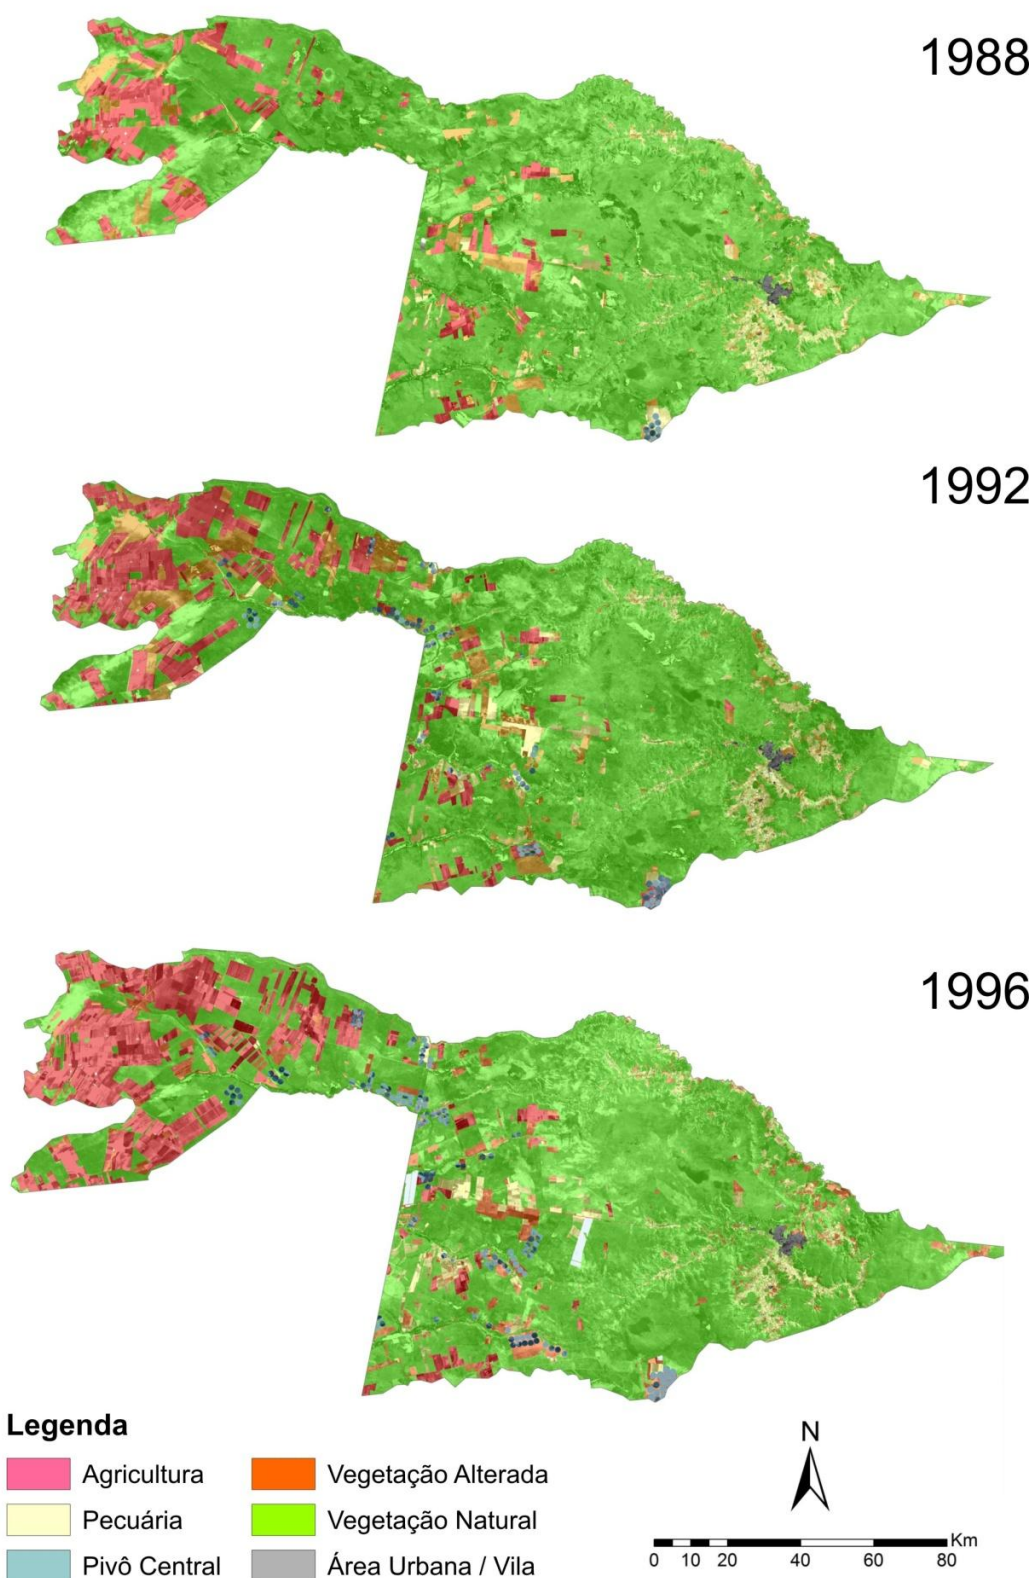 1988
1992
1996
Legenda
Agricultura
Vegetação Alterada
Pecuária
Vegetação Natural
Pivô Central
Área Urbana / Vila
N
Km
0 10 20 40 60 80